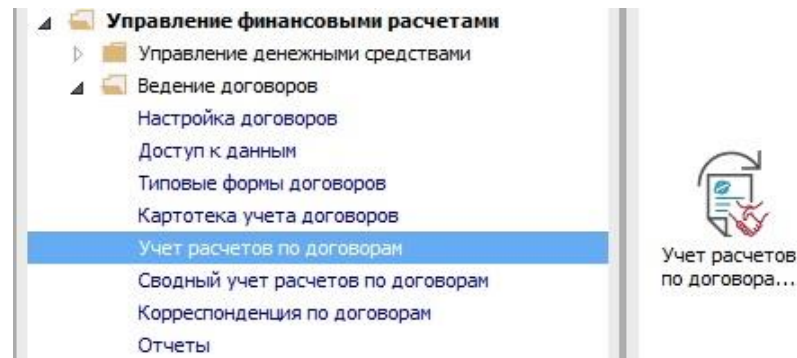 Управление финансовыми расчетами
Управление денежными средствами
Ведение договоров
Настройка договоров
Доступ к данным
Типовые формы договоров
Картотека учета договоров
Учет расчетов по договорам
Сводный учет расчетов по договорам
Корреспонденция по договорам
Отчеты
Учет расчетов
по договора...